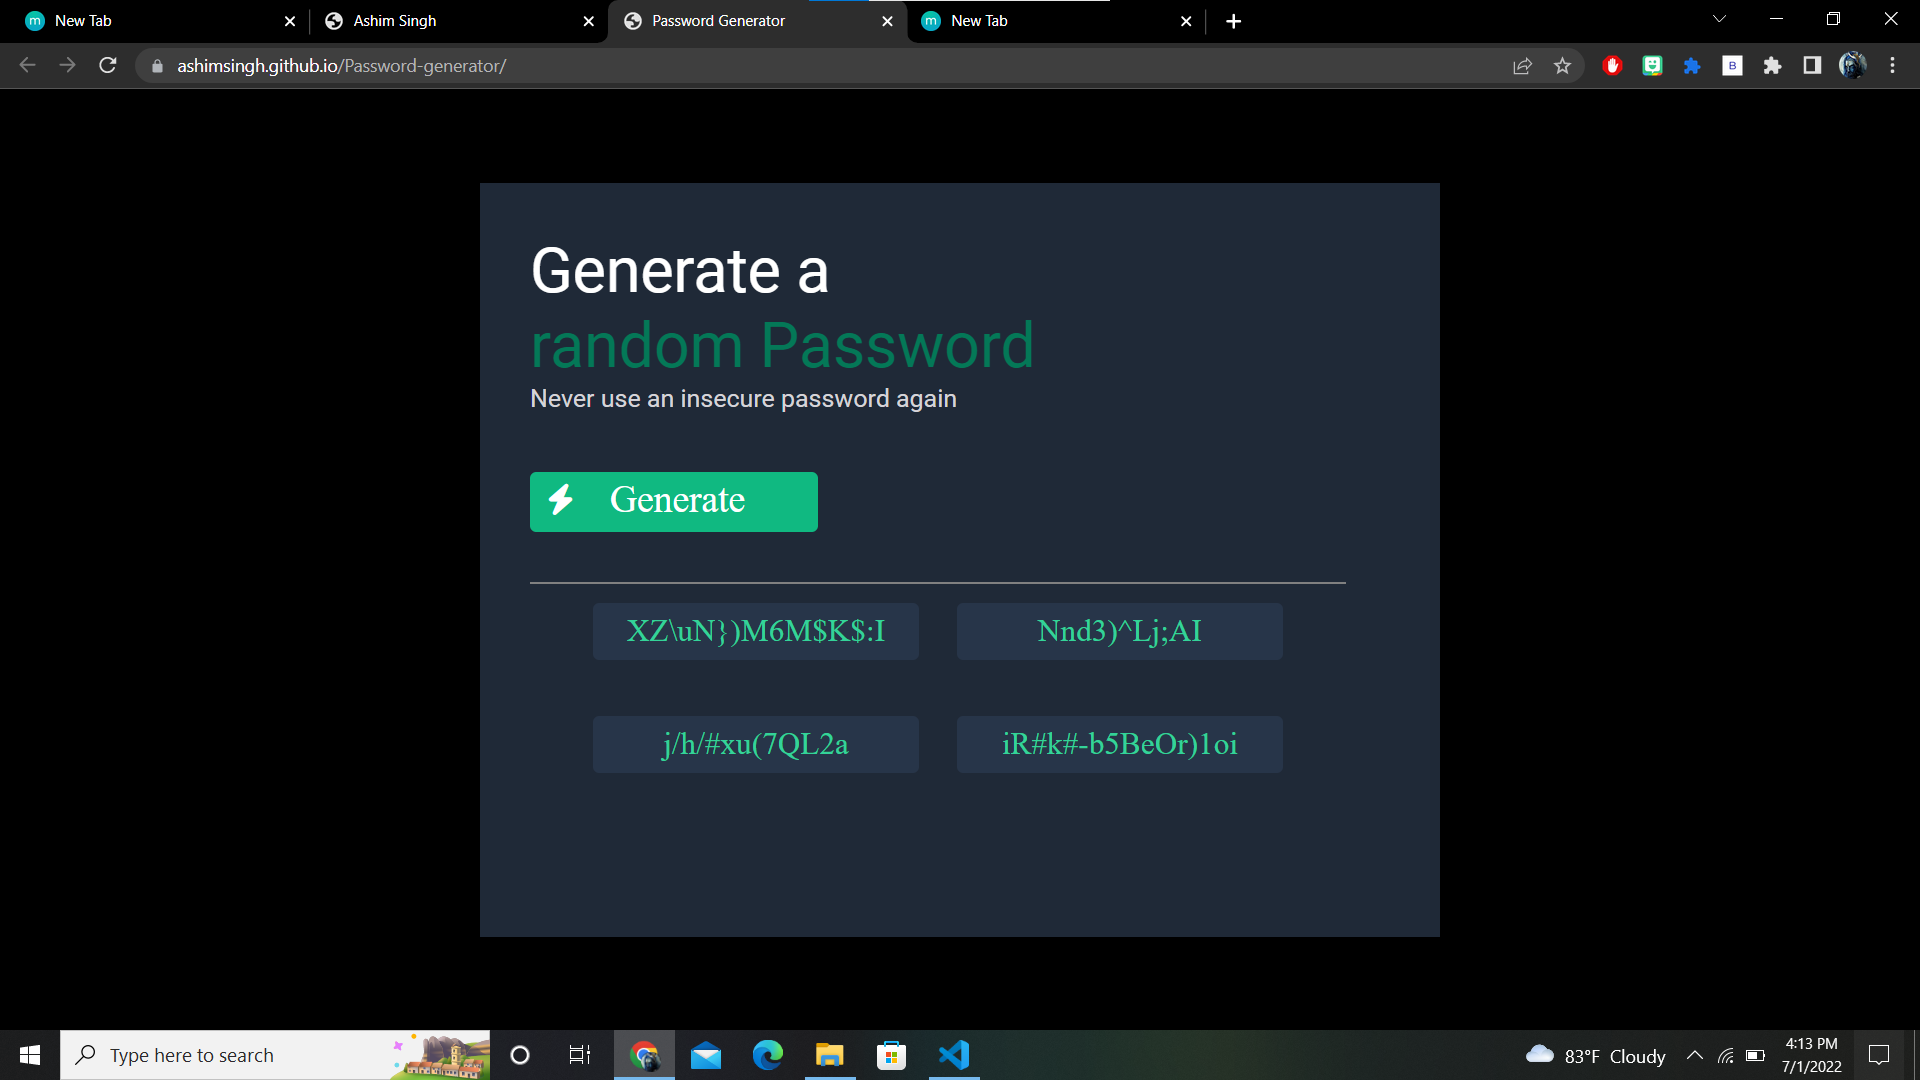 New Tab
Ashim Singh
Password Generator
New Tab
ashimsingh.github.io/Password-generator/
Generate a
random Password
Never use an insecure password again
Generate
XZ\uN})M6M$K$:I
Nnd3)^Lj;AI
j/h/#xu(7QL2a
iR#k#-b5BeOr)1oi
Type here to search
83°F Cloudy
4:13 PM
7/1/2022